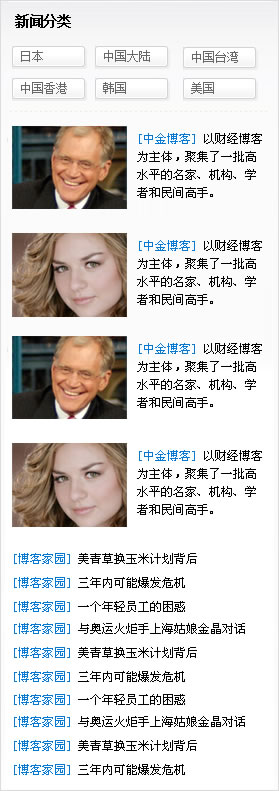 新闻分类
日本 中国大陆 中国台湾
中国香港 韩国 美国
[中金博客] 以财经博客
为主体，聚集了一批高
水平的名家、机构、学
者和民间高手。
[中金博客] 以财经博客
为主体，聚集了一批高
水平的名家、机构、学
者和民间高手。
[中金博客] 以财经博客
为主体，聚集了一批高
水平的名家、机构、学
者和民间高手。
[中金博客] 以财经博客
为主体，聚集了一批高
水平的名家、机构、学
者和民间高手。
[博客家园] 美青草换玉米计划背后
[博客家园] 三年内可能爆发危机
[博客家园] 一个年轻员工的困惑
[博客家园] 与奥运火炬手上海姑娘金晶对话
[博客家园] 美青草换玉米计划背后
[博客家园] 三年内可能爆发危机
[博客家园] 一个年轻员工的困惑
[博客家园] 与奥运火炬手上海姑娘金晶对话
[博客家园] 美青草换玉米计划背后
[博客家园] 三年内可能爆发危机